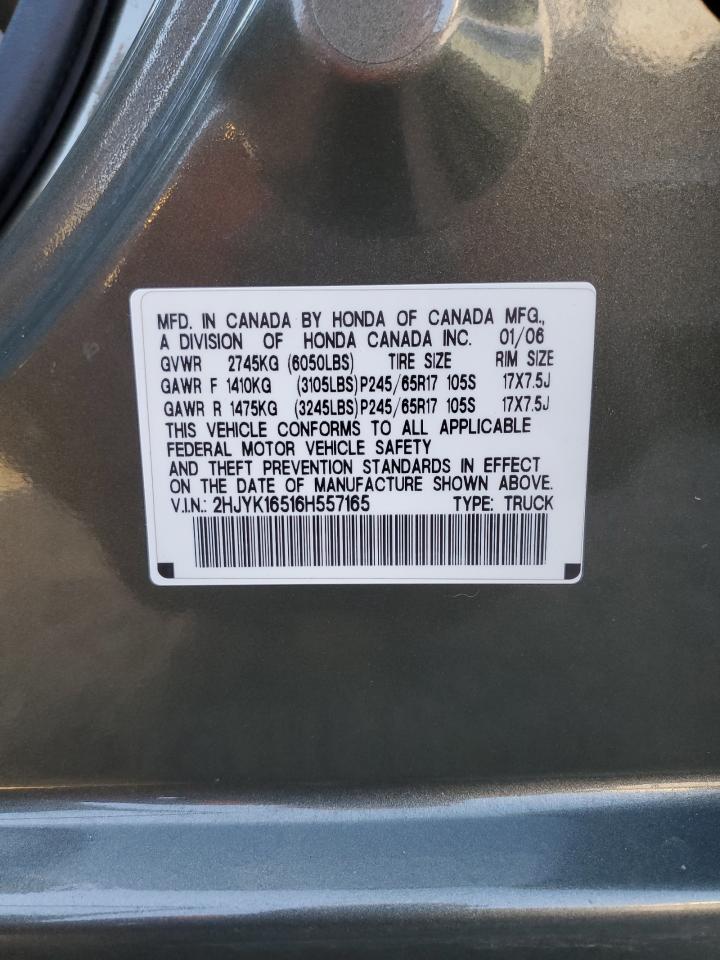 MFD. IN CANADA BY HONDA OF CANADA MFG.,
A DIVISION OF HONDA CANADA INC. 01/06
GVWR 2745KG (6050LBS) TIRE SIZE RIM SIZE
GAWR F 1410KG (3105LBS) P245/65R17 105S 17X7.5J
GAWR R 1475KG (3245LBS) P245/65R17 105S 17X7.5J
THIS VEHICLE CONFORMS TO ALL APPLICABLE
FEDERAL MOTOR VEHICLE SAFETY
AND THEFT PREVENTION STANDARDS IN EFFECT
ON THE DATE OF MANUFACTURE SHOWN ABOVE.
V.I.N.: 2HJYK16516H557165 TYPE: TRUCK